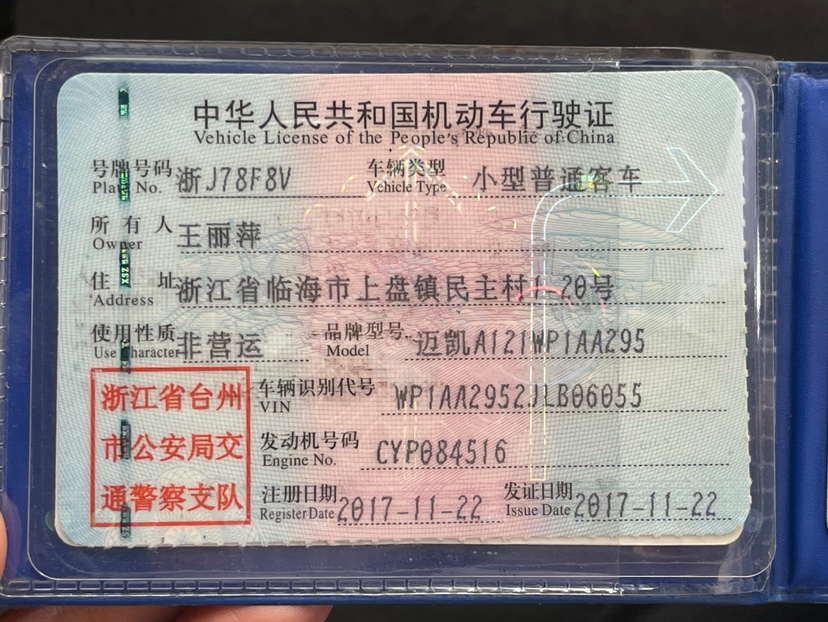 中华人民共和国机动车行驶证
Vehicle License of the People's Republic of China
号牌号码 浙J78F8V 车辆类型 小型普通客车
Plate No. Vehicle Type
所有人 王丽萍
Owner
住址 浙江省临海市上盘镇民主村1-20号
Address
使用性质 非营运 品牌型号 迈凯A121WP1AA295
Use Character Model
浙江省台州 车辆识别代号 WP1AA2952JLB06055
VIN
市公安局交 发动机号码 CYP084516
Engine No.
通警察支队 注册日期 2017-11-22 发证日期 2017-11-22
Register Date Issue Date